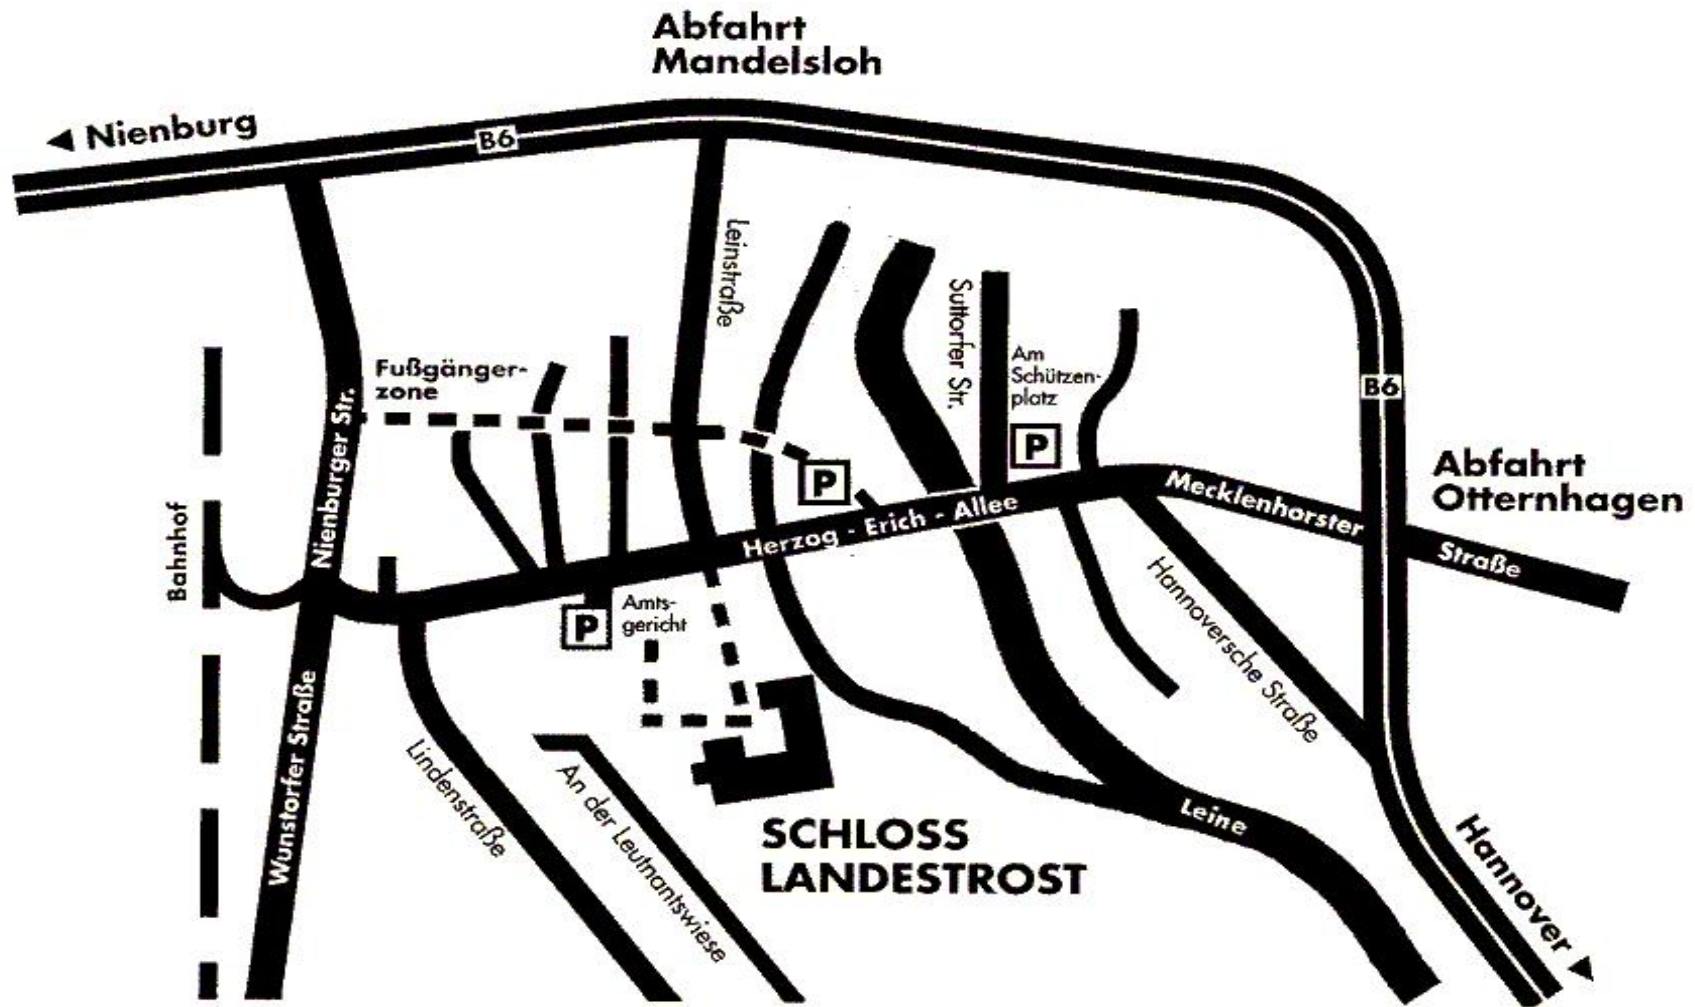 Abfahrt
Mandelsloh
Nienburg
B6
Leinstraße
Suttorfer Str.
Am
Schützen-
platz
Fußgänger-
zone
B6
P
P
Abfahrt
Otternhagen
Nienburger Str.
Bahnhof
Herzog - Erich - Allee
Mecklenhorster
Straße
Hannoversche Straße
P
Amts-
gericht
Wunstorfer Straße
Lindenstraße
An der Leutnantswiese
SCHLOSS
LANDESTROST
Leine
Hannover